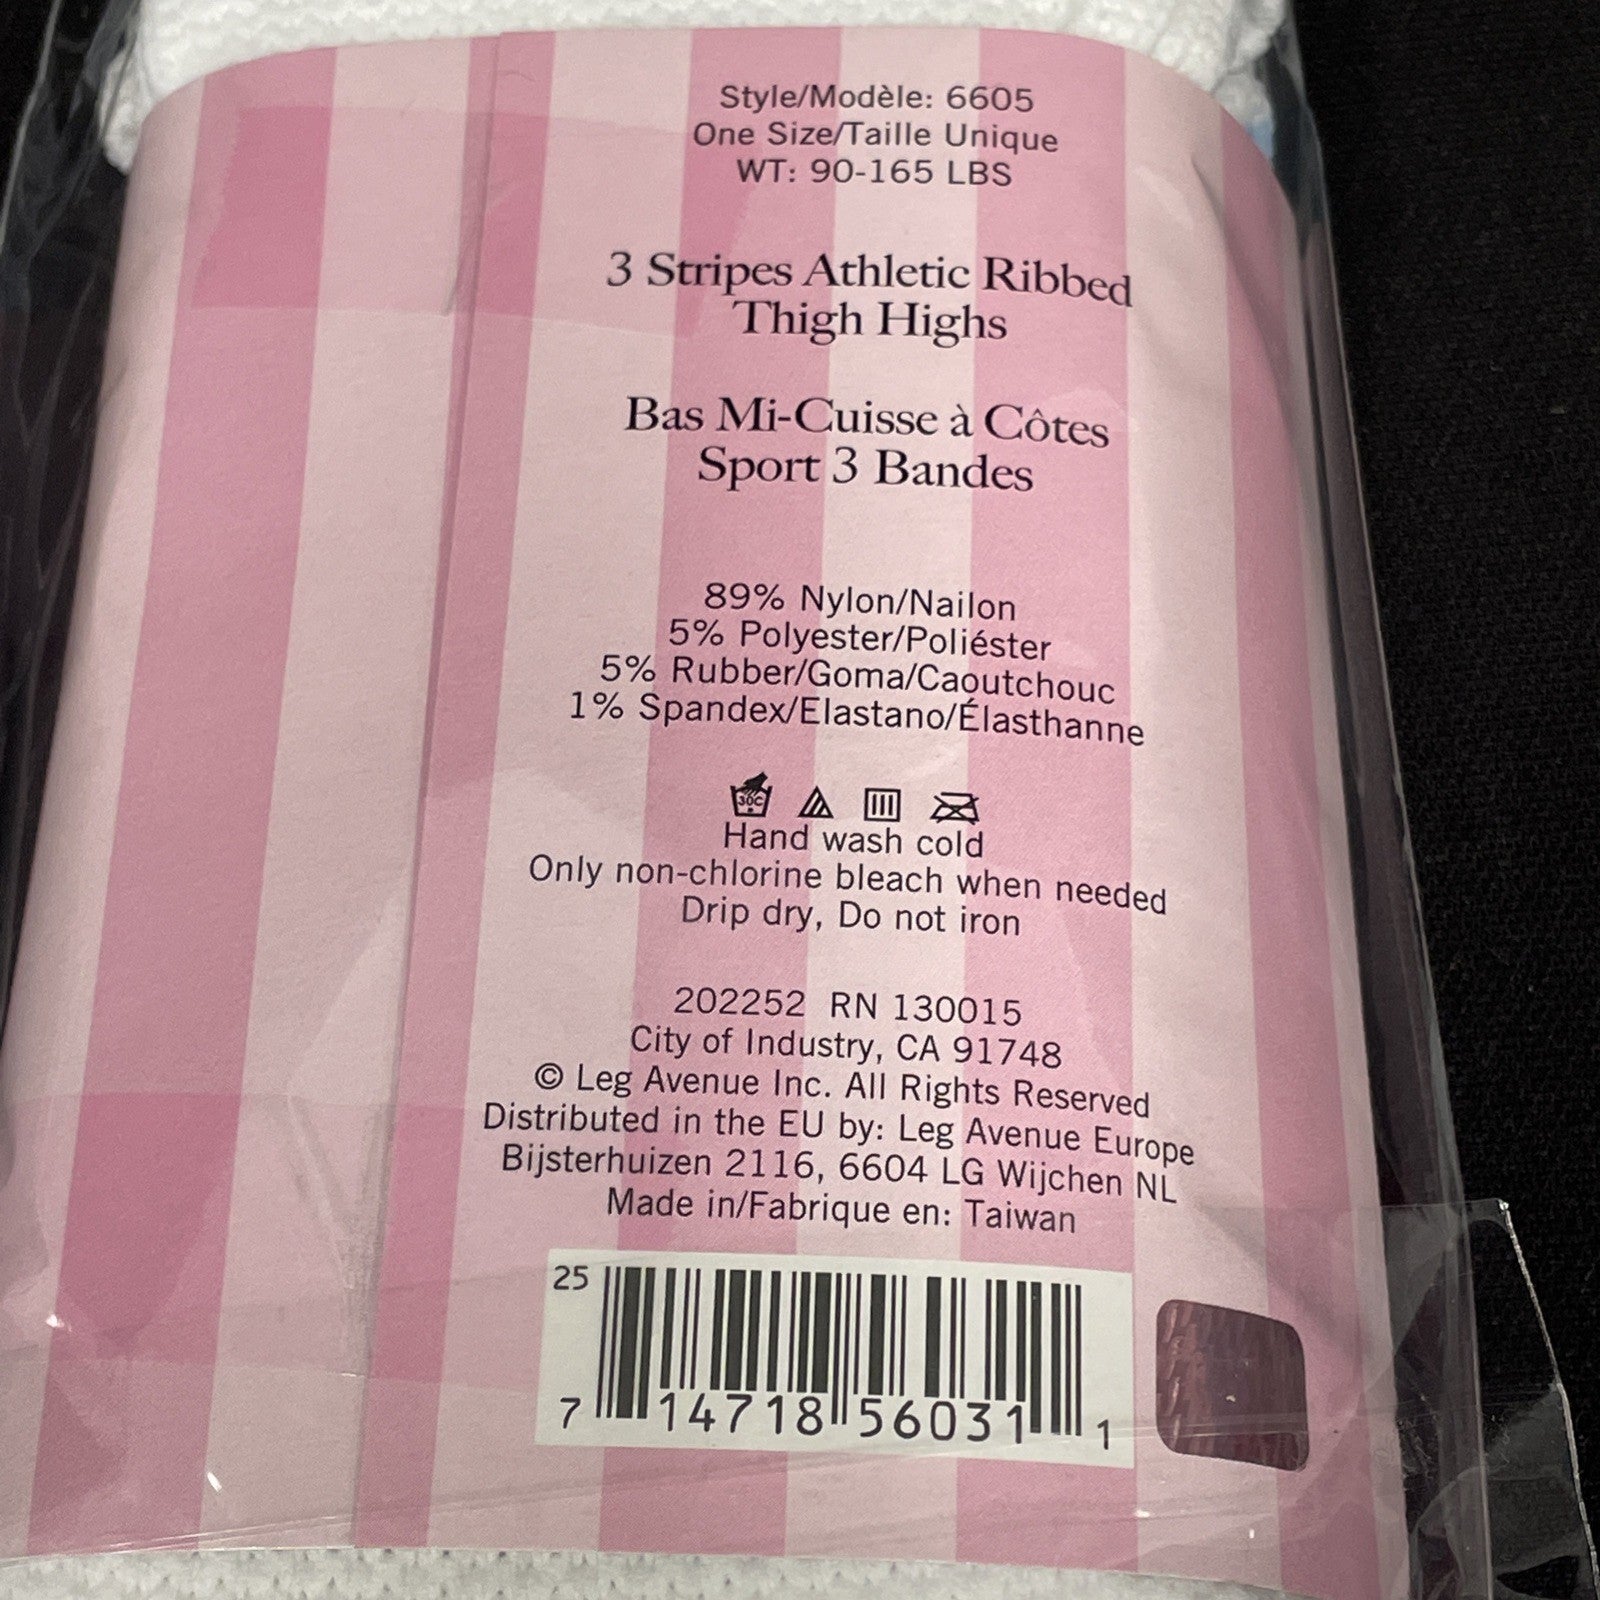 Style/Modèle: 6605
One Size/Taille Unique
WT: 90-165 LBS
3 Stripes Athletic Ribbed
Thigh Highs
Bas Mi-Cuisse à Côtes
Sport 3 Bandes
89% Nylon/Nailon
5% Polyester/Poliéster
5% Rubber/Goma/Caoutchouc
1% Spandex/Elastano/Élasthanne
30C
Hand wash cold
Only non-chlorine bleach when needed
Drip dry, Do not iron
202252 RN 130015
City of Industry, CA 91748
© Leg Avenue Inc. All Rights Reserved
Distributed in the EU by: Leg Avenue Europe
Bijsterhuizen 2116, 6604 LG Wijchen NL
Made in/Fabrique en: Taiwan
25
7 14718 56031 1